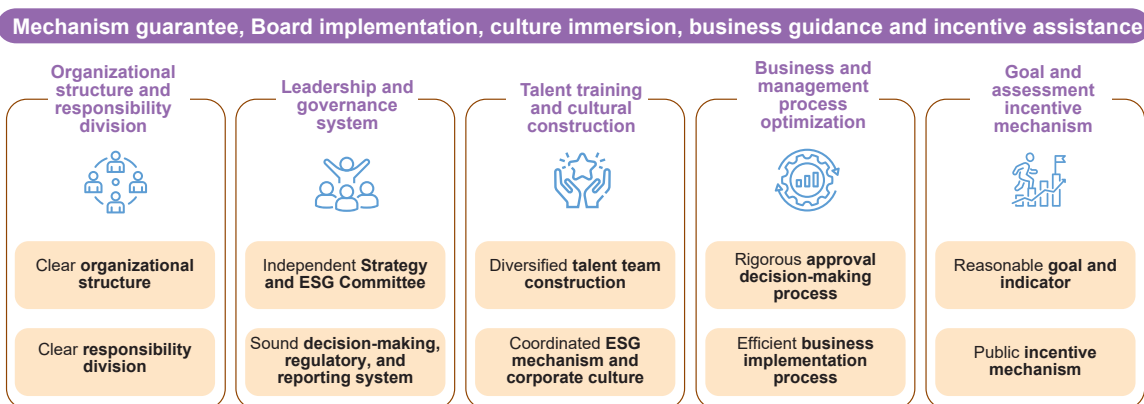 Mechanism guarantee, Board implementation, culture immersion, business guidance and incentive assistance
Organizational
structure and
responsibility
division
Clear organizational
structure
Clear responsibility
division
Leadership and
governance
system
Independent Strategy
and ESG Committee
Sound decision-making,
regulatory, and
reporting system
Talent training
and cultural
construction
Diversified talent team
construction
Coordinated ESG
mechanism and
corporate culture
Business and
management
process
optimization
Rigorous approval
decision-making
process
Efficient business
implementation
process
Goal and
assessment
incentive
mechanism
Reasonable goal and
indicator
Public incentive
mechanism